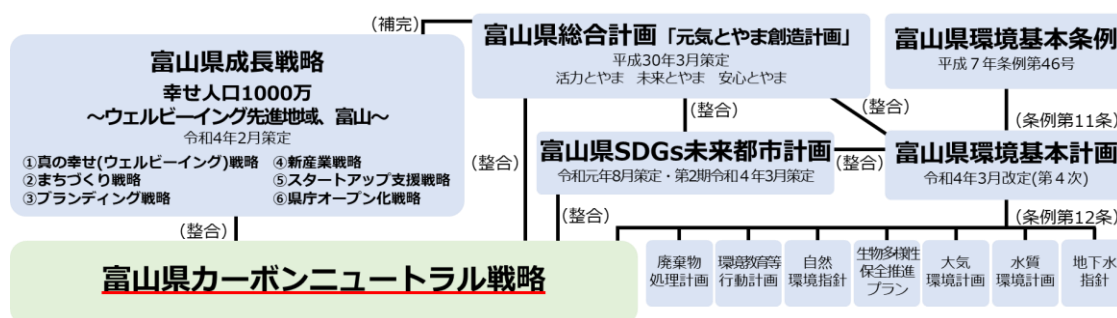 （補完）
富山県成長戦略
幸せ人口1000万
～ウェルビーイング先進地域、富山～
令和4年2月策定
①真の幸せ(ウェルビーイング)戦略
②まちづくり戦略
③ブランディング戦略
④新産業戦略
⑤スタートアップ支援戦略
⑥県庁オープン化戦略
富山県総合計画「元気とやま創造計画」
平成30年3月策定
活力とやま　未来とやま　安心とやま
富山県環境基本条例
平成７年条例第46号
（整合）
（整合）
（条例第11条）
（整合）
富山県SDGs未来都市計画
令和元年8月策定・第2期令和４年３月策定
（整合）
富山県環境基本計画
令和4年3月改定(第４次)
（整合）
（整合）
（条例第12条）
富山県カーボンニュートラル戦略
廃棄物
処理計画
環境教育等
行動計画
自然
環境指針
生物多様性
保全推進
プラン
大気
環境計画
水質
環境計画
地下水
指針